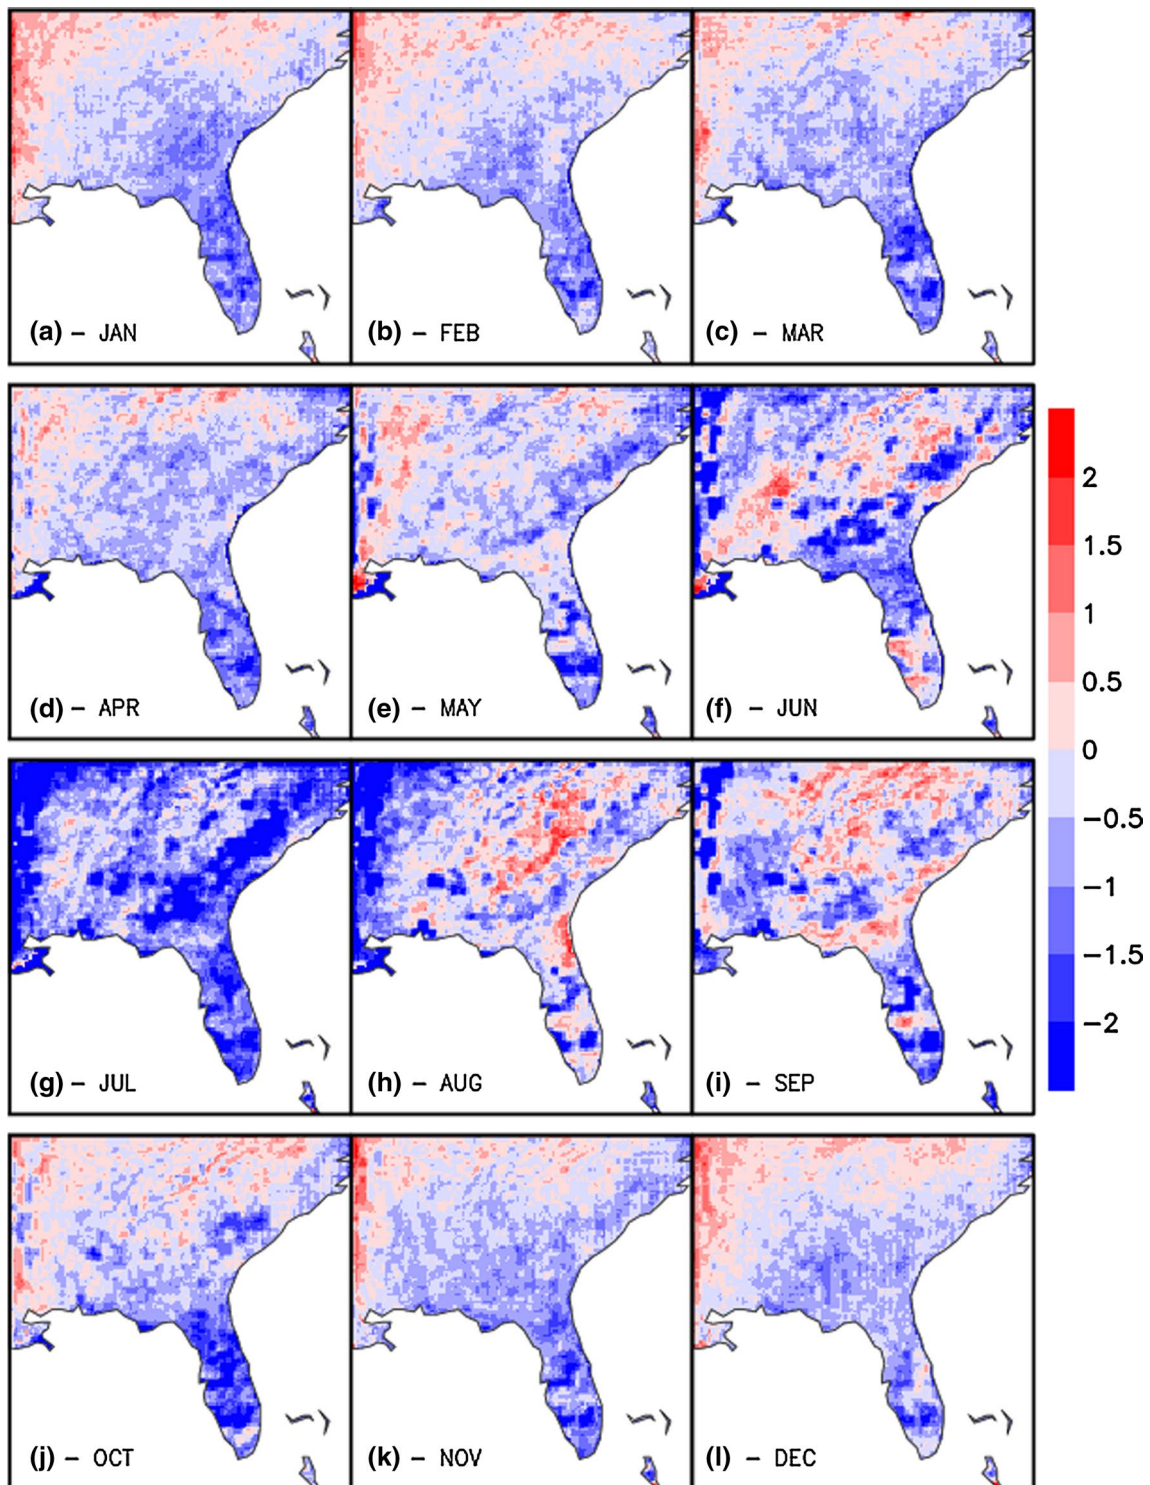 (a) – JAN
(b) – FEB
(c) – MAR
(d) – APR
(e) – MAY
(f) – JUN
2
1.5
1
0.5
0
−0.5
−1
−1.5
−2
(g) – JUL
(h) – AUG
(i) – SEP
(j) – OCT
(k) – NOV
(l) – DEC